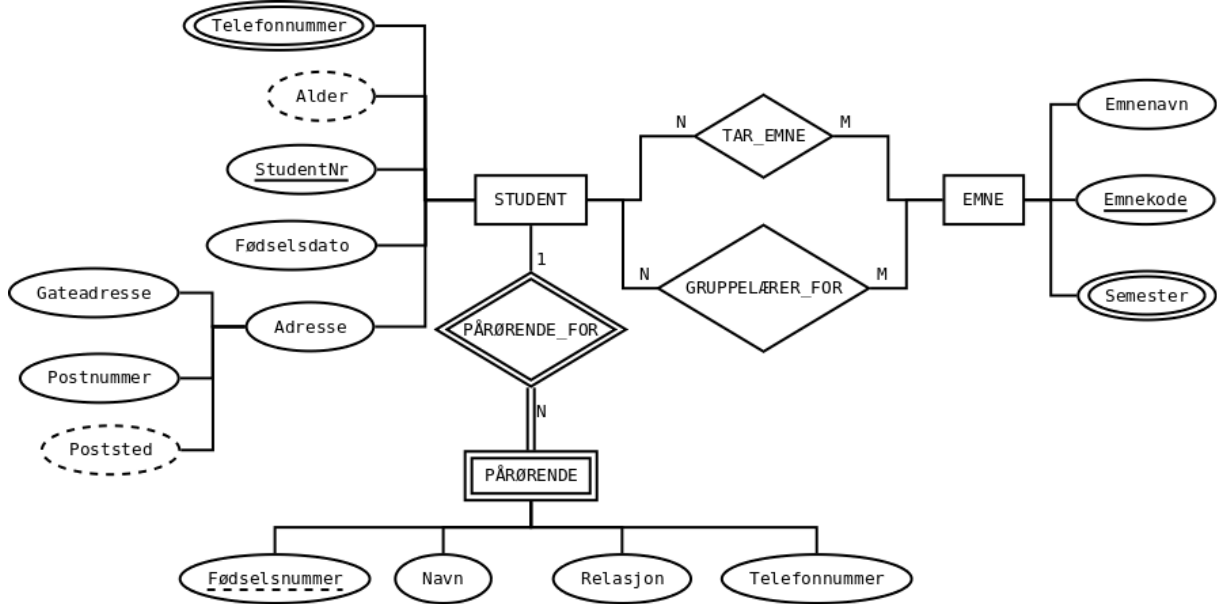 Telefonnummer
Alder
StudentNr
Fødselsdato
Adresse
Gateadresse
Postnummer
Poststed
STUDENT
N
TAR_EMNE
M
N
GRUPPELÆRER_FOR
M
EMNE
Emnenavn
Emnekode
Semester
1
PÅRØRENDE_FOR
N
PÅRØRENDE
Fødselsnummer
Navn
Relasjon
Telefonnummer